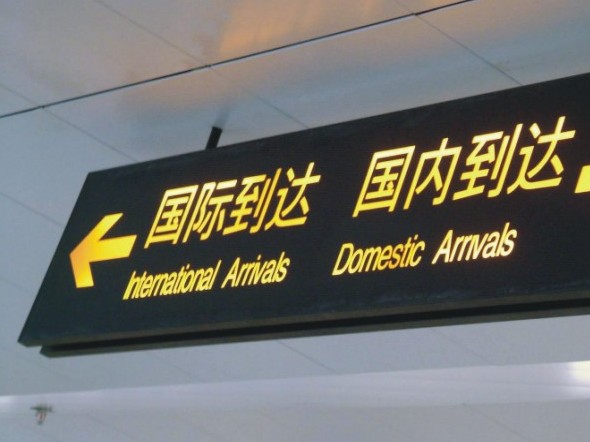 国际到达 国内到达
International Arrivals Domestic Arrivals